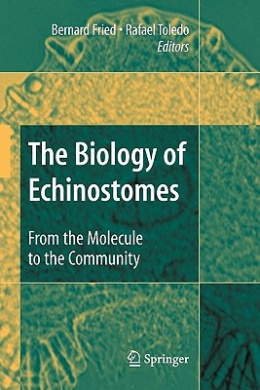 Bernard Fried • Rafael Toledo
Editors
The Biology of
Echinostomes
From the Molecule
to the Community
Springer